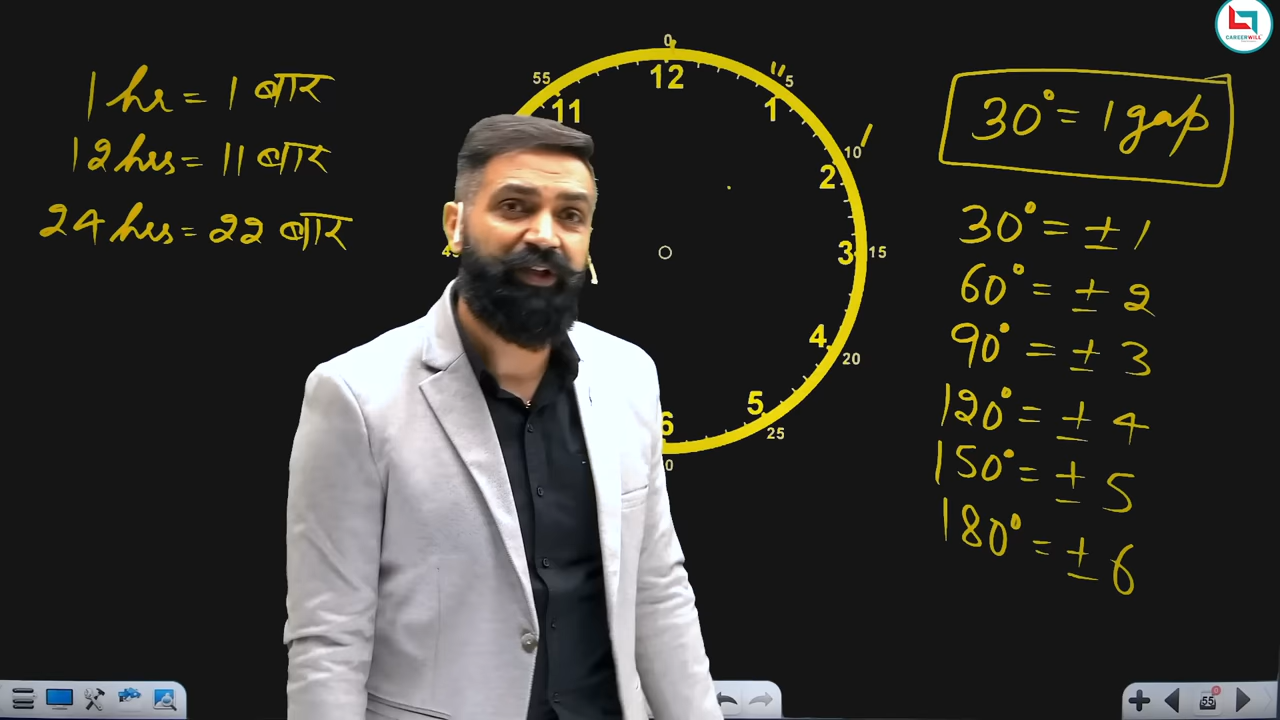 1 hr = 1 बार
12 hrs = 11 बार
24 hrs = 22 बार
0
12
55
11
5
1
10
2
3
15
4
20
5
25
6
30° = 1 gap
30° = ± 1
60° = ± 2
90° = ± 3
120° = ± 4
150° = ± 5
180° = ± 6
CAREERWILL
55